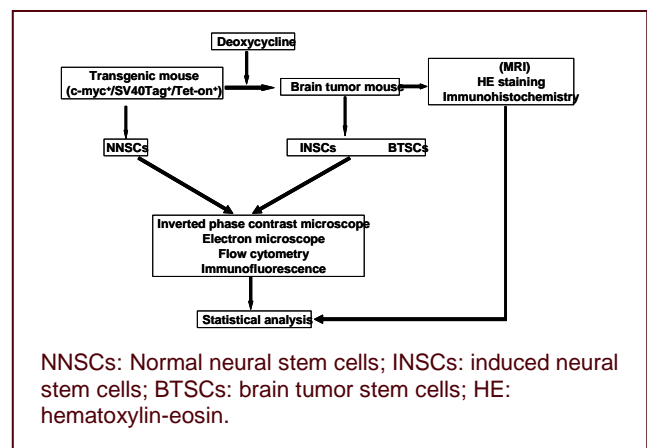 Deoxycycline
Transgenic mouse
(c-myc⁺/SV40Tag⁺/Tet-on⁺)
Brain tumor mouse
(MRI)
HE staining
Immunohistochemistry
NNSCs
INSCs BTSCs
Inverted phase contrast microscope
Electron microscope
Flow cytometry
Immunofluorescence
Statistical analysis
NNSCs: Normal neural stem cells; INSCs: induced neural
stem cells; BTSCs: brain tumor stem cells; HE:
hematoxylin-eosin.